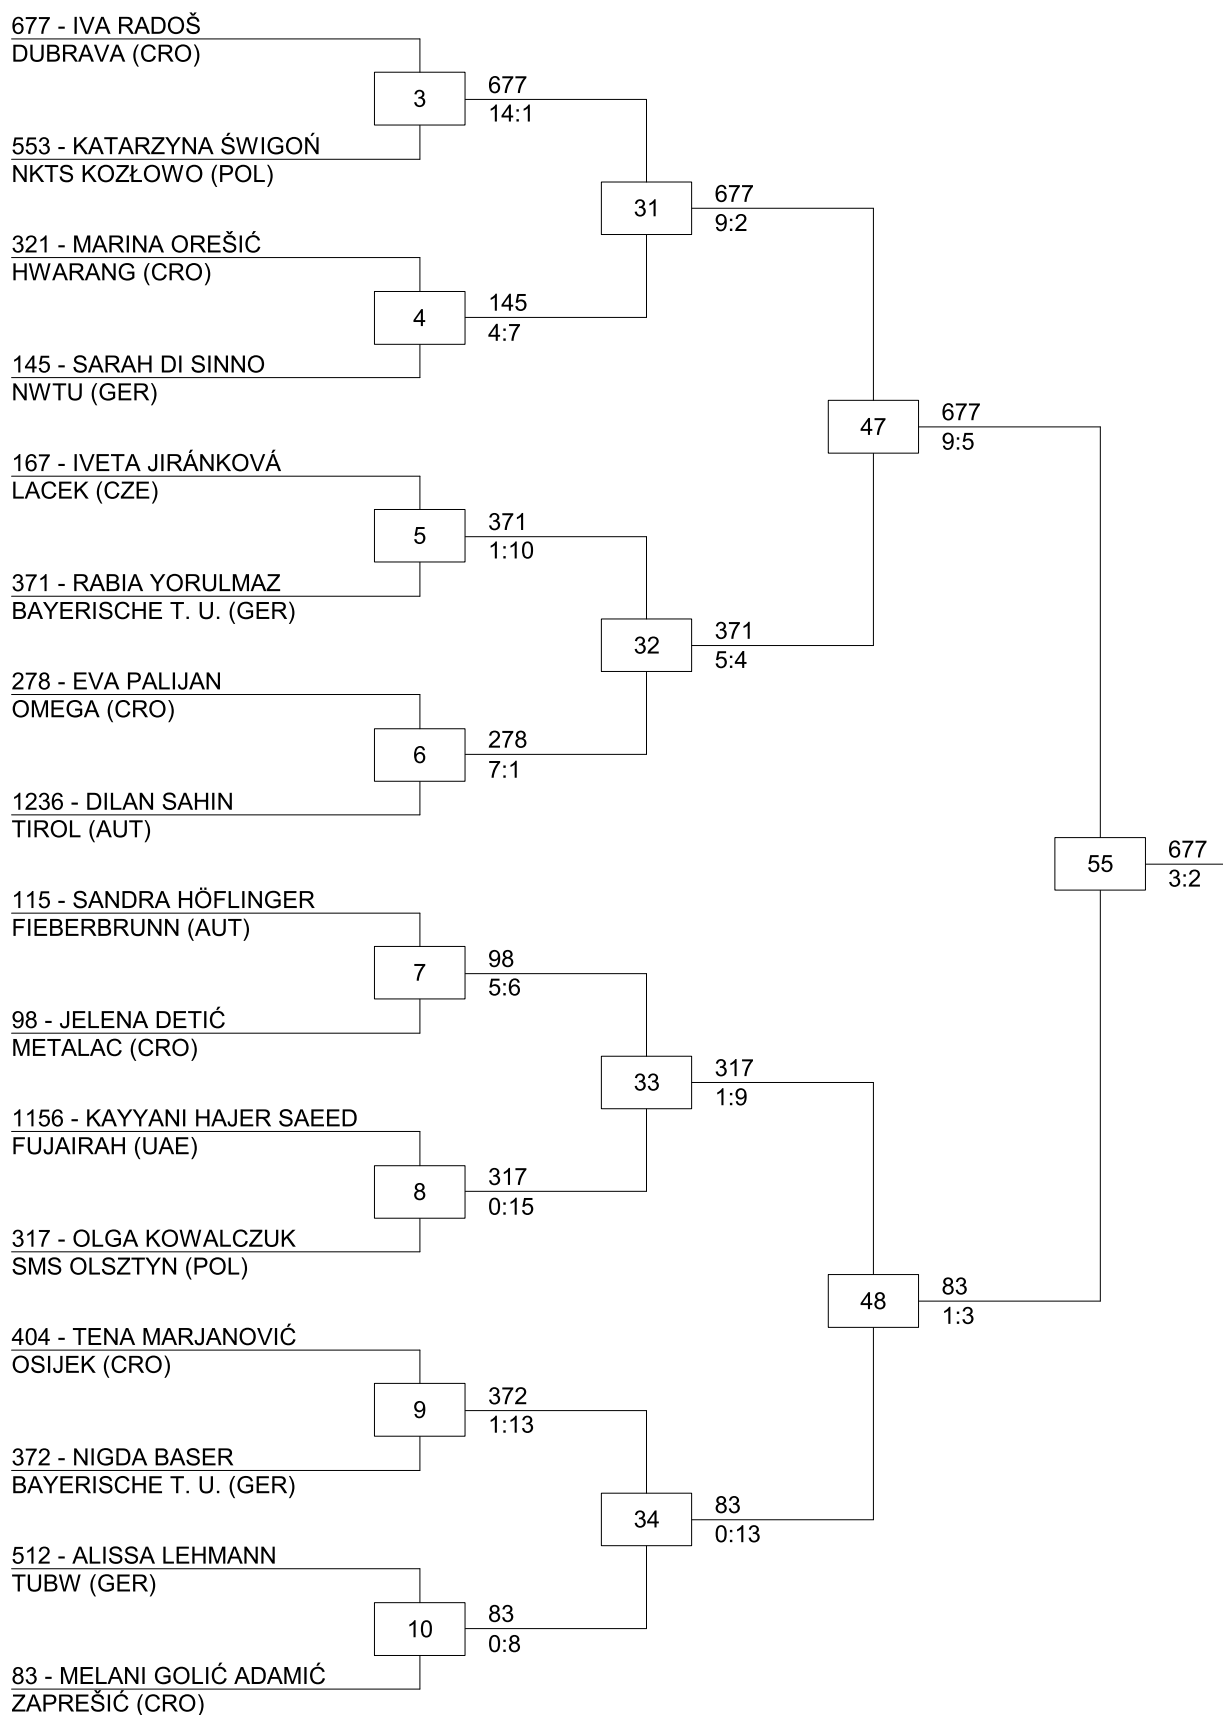 677 - IVA RADOŠ
DUBRAVA (CRO)
3
677
14:1
553 - KATARZYNA ŚWIGOŃ
NKTS KOZŁOWO (POL)
31
677
9:2
321 - MARINA OREŠIĆ
HWARANG (CRO)
4
145
4:7
145 - SARAH DI SINNO
NWTU (GER)
47
677
9:5
167 - IVETA JIRÁNKOVÁ
LACEK (CZE)
5
371
1:10
371 - RABIA YORULMAZ
BAYERISCHE T. U. (GER)
32
371
5:4
278 - EVA PALIJAN
OMEGA (CRO)
6
278
7:1
1236 - DILAN SAHIN
TIROL (AUT)
55
677
3:2
115 - SANDRA HÖFLINGER
FIEBERBRUNN (AUT)
7
98
5:6
98 - JELENA DETIĆ
METALAC (CRO)
33
317
1:9
1156 - KAYYANI HAJER SAEED
FUJAIRAH (UAE)
8
317
0:15
317 - OLGA KOWALCZUK
SMS OLSZTYN (POL)
48
83
1:3
404 - TENA MARJANOVIĆ
OSIJEK (CRO)
9
372
1:13
372 - NIGDA BASER
BAYERISCHE T. U. (GER)
34
83
0:13
512 - ALISSA LEHMANN
TUBW (GER)
10
83
0:8
83 - MELANI GOLIĆ ADAMIĆ
ZAPREŠIĆ (CRO)